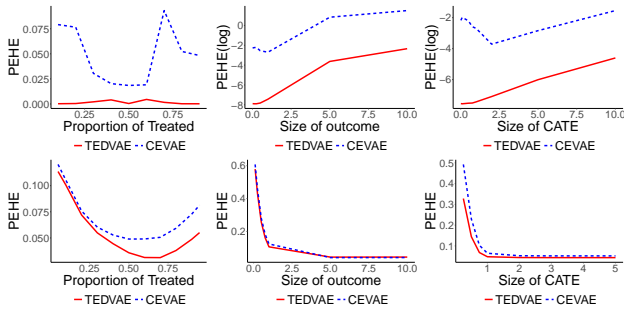 PEHE
0.075
0.050
0.025
0.000
0.25
0.50
0.75
Proportion of Treated
TEDVAE
CEVAE
PEHE(log)
0
−2
−4
−6
−8
0.0
2.5
5.0
7.5
10.0
Size of outcome
TEDVAE
CEVAE
PEHE(log)
−2
−4
−6
0.0
2.5
5.0
7.5
10.0
Size of CATE
TEDVAE
CEVAE
PEHE
0.100
0.075
0.050
0.25
0.50
0.75
Proportion of Treated
TEDVAE
CEVAE
PEHE
0.6
0.4
0.2
0.0
2.5
5.0
7.5
10.0
Size of outcome
TEDVAE
CEVAE
PEHE
0.5
0.4
0.3
0.2
0.1
1
2
3
4
5
Size of CATE
TEDVAE
CEVAE